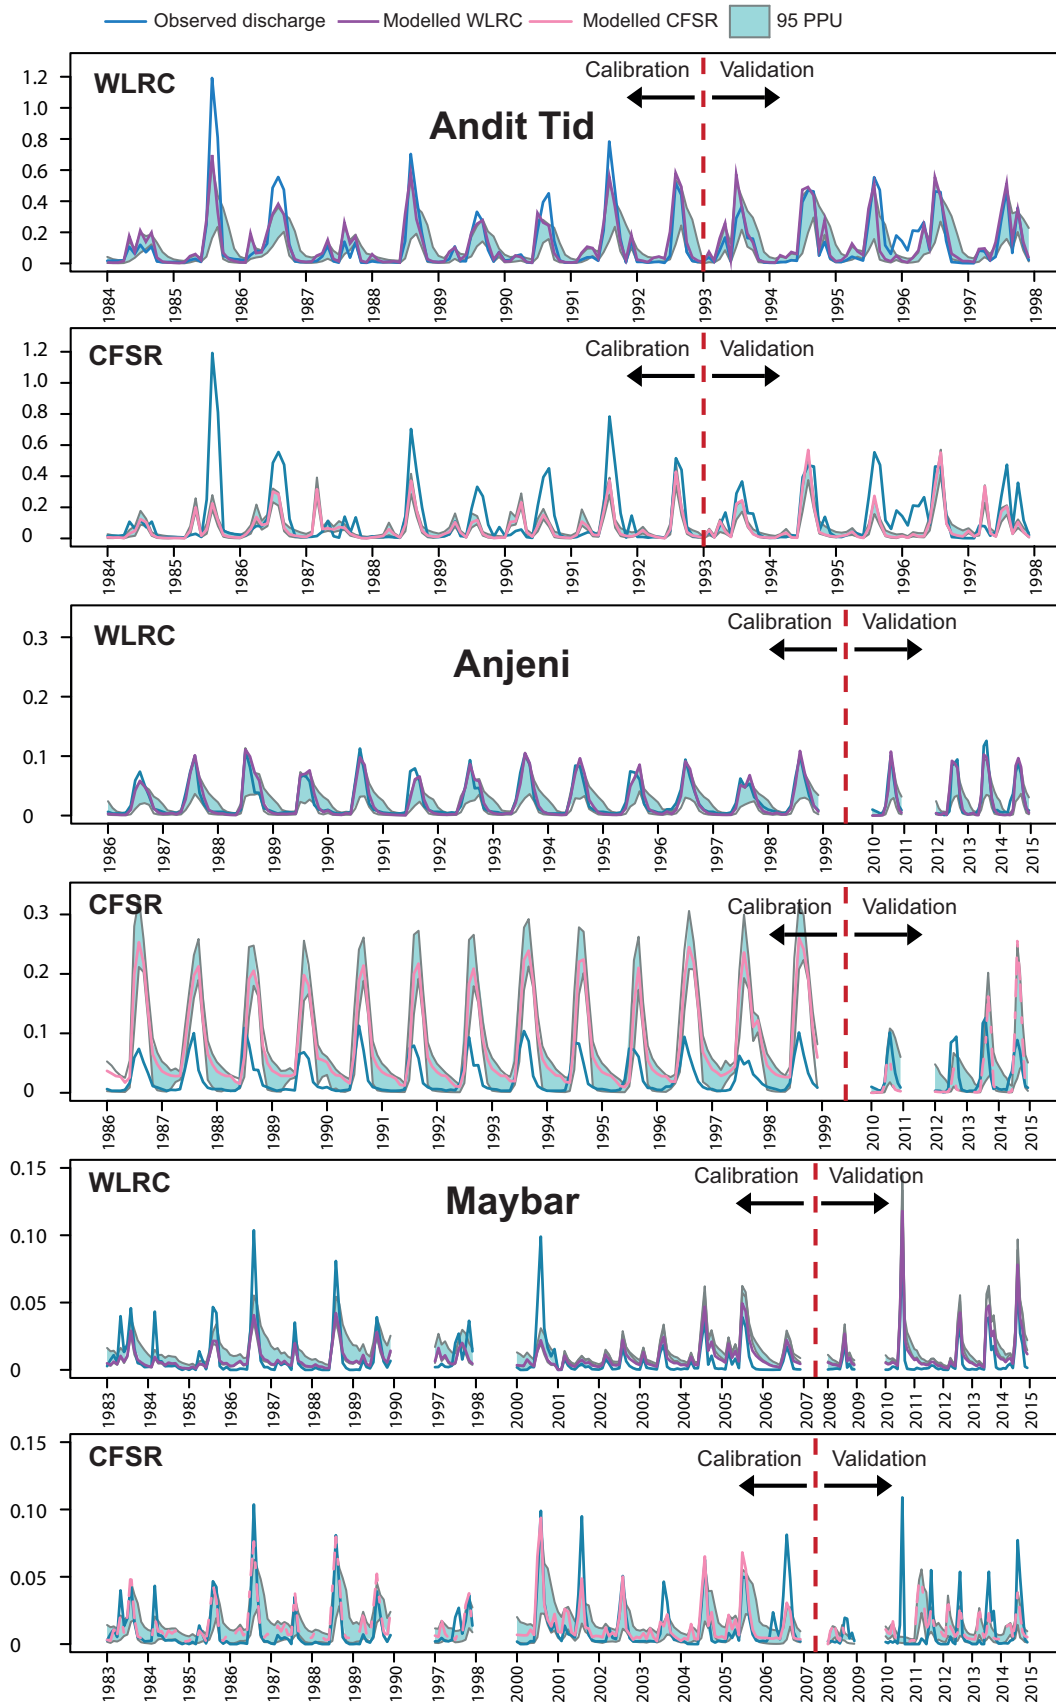 Observed discharge Modelled WLRC Modelled CFSR 95 PPU
WLRC
Andit Tid
Calibration Validation
1.2
1.0
0.8
0.6
0.4
0.2
0
1984 1985 1986 1987 1988 1989 1990 1991 1992 1993 1994 1995 1996 1997 1998
CFSR
Calibration Validation
1.2
1.0
0.8
0.6
0.4
0.2
0
1984 1985 1986 1987 1988 1989 1990 1991 1992 1993 1994 1995 1996 1997 1998
WLRC
Anjeni
Calibration Validation
0.3
0.2
0.1
0
1986 1987 1988 1989 1990 1991 1992 1993 1994 1995 1996 1997 1998 1999 2010 2011 2012 2013 2014 2015
CFSR
Calibration Validation
0.3
0.2
0.1
0
1986 1987 1988 1989 1990 1991 1992 1993 1994 1995 1996 1997 1998 1999 2010 2011 2012 2013 2014 2015
WLRC
Maybar
Calibration Validation
0.15
0.10
0.05
0
1983 1984 1985 1986 1987 1988 1989 1990 1997 1998 2000 2001 2002 2003 2004 2005 2006 2007 2008 2009 2010 2011 2012 2013 2014 2015
CFSR
Calibration Validation
0.15
0.10
0.05
0
1983 1984 1985 1986 1987 1988 1989 1990 1997 1998 2000 2001 2002 2003 2004 2005 2006 2007 2008 2009 2010 2011 2012 2013 2014 2015